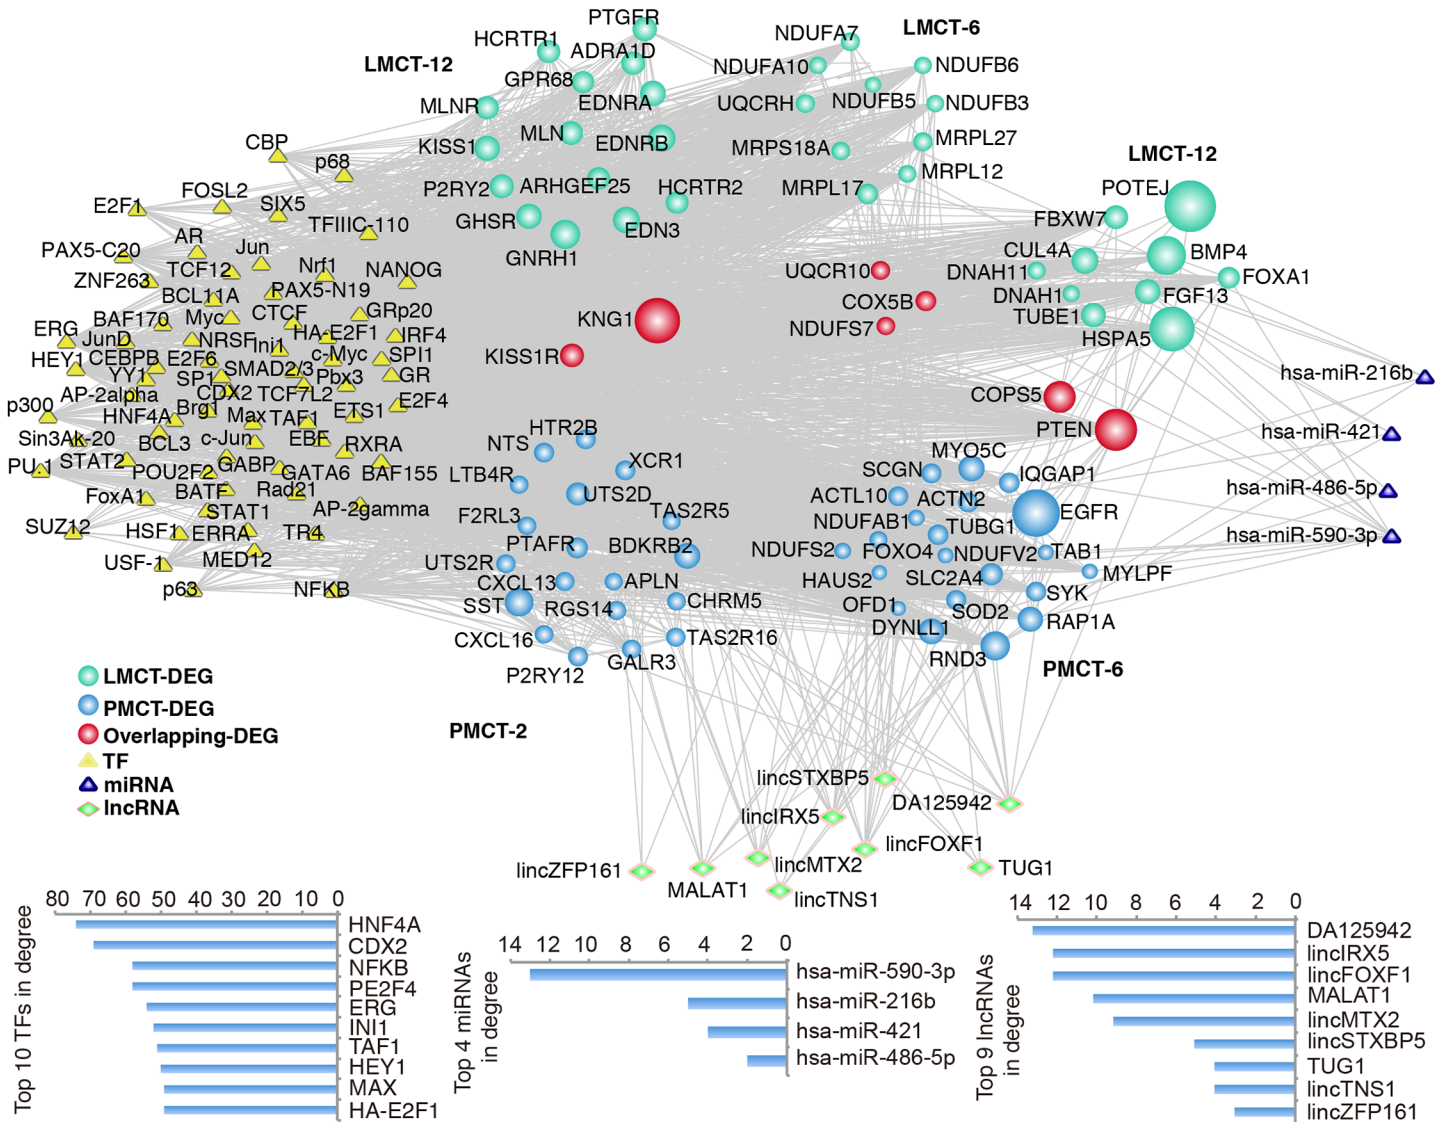 LMCT-12
HCRTR1
PTGER
ADRA1D
GPR68
EDNRA
MLNR
MLN
EDNRB
KISS1
P2RY2
ARHGEF25
HCRTR2
GHSR
EDN3
GNRH1
LMCT-6
NDUFA7
NDUFA10
NDUFB6
UQCRH
NDUFB5
NDUFB3
MRPS18A
MRPL27
MRPL12
MRPL17
LMCT-12
POTEJ
FBXW7
CUL4A
BMP4
DNAH11
FOXA1
DNAH1
FGF13
TUBE1
HSPA5
UQCR10
COX5B
NDUFS7
KNG1
KISS1R
COPS5
PTEN
CBP
p68
FOSL2
E2F1
SIX5
TFIIIC-110
AR
PAX5-C20
Jun
TCF12
Nrf1
NANOG
ZNF263
BCL11A
PAX5-N19
BAF170
Myc
CTCF
GRp20
ERG
JunD
NRSF
HA-E2F1
IRF4
Ini1
HEY1
CEBPB
E2F6
SMAD2/3
c-Myc
SPI1
YY1
SP1
Pbx3
GR
AP-2alpha
CDX2
TCF7L2
p300
HNF4A
Brg1
Max
TAF1
ETS1
E2F4
Sin3Ak-20
BCL3
c-Jun
EBF
RXRA
PU.1
STAT2
POU2F2
GABP
GATA6
BAF155
FoxA1
BATF
Rad21
STAT1
AP-2gamma
SUZ12
HSF1
ERRA
TR4
USF-1
MED12
p63
NFKB
HTR2B
NTS
XCR1
LTB4R
UTS2D
F2RL3
TAS2R5
PTAFR
BDKRB2
UTS2R
CXCL13
APLN
SST
RGS14
CHRM5
CXCL16
TAS2R16
GALR3
P2RY12
PMCT-2
MYO5C
SCGN
IQGAP1
ACTL10
ACTN2
NDUFAB1
TUBG1
EGFR
NDUFS2
FOXO4
NDUFV2
TAB1
HAUS2
SLC2A4
MYLPF
OFD1
SOD2
SYK
DYNLL1
RAP1A
RND3
PMCT-6
hsa-miR-216b
hsa-miR-421
hsa-miR-486-5p
hsa-miR-590-3p
LMCT-DEG
PMCT-DEG
Overlapping-DEG
TF
miRNA
lncRNA
lincSTXBP5
DA125942
lincIRX5
lincFOXF1
lincZFP161
lincMTX2
TUG1
MALAT1
lincTNS1
Top 10 TFs in degree
80 70 60 50 40 30 20 10 0
HNF4A
CDX2
NFKB
PE2F4
ERG
INI1
TAF1
HEY1
MAX
HA-E2F1
Top 4 miRNAs
in degree
14 12 10 8 6 4 2 0
hsa-miR-590-3p
hsa-miR-216b
hsa-miR-421
hsa-miR-486-5p
Top 9 lncRNAs
in degree
14 12 10 8 6 4 2 0
DA125942
lincIRX5
lincFOXF1
MALAT1
lincMTX2
lincSTXBP5
TUG1
lincTNS1
lincZFP161